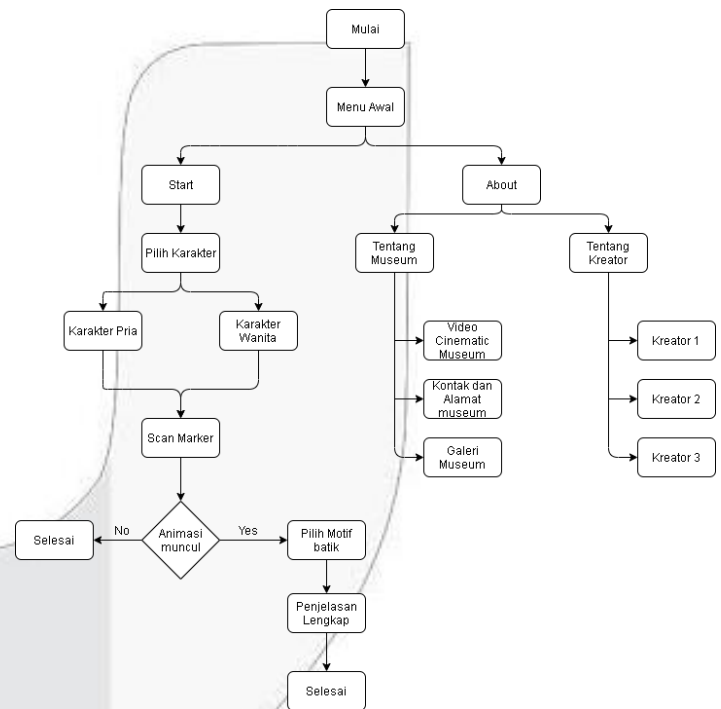 Mulai
Menu Awal
Start
About
Pilih Karakter
Tentang
Museum
Tentang
Kreator
Karakter Pria
Karakter
Wanita
Video
Cinematic
Museum
Kreator 1
Kontak dan
Alamat
museum
Kreator 2
Scan Marker
Galeri
Museum
Kreator 3
Selesai
No
Animasi
muncul
Yes
Pilih Motif
batik
Penjelasan
Lengkap
Selesai